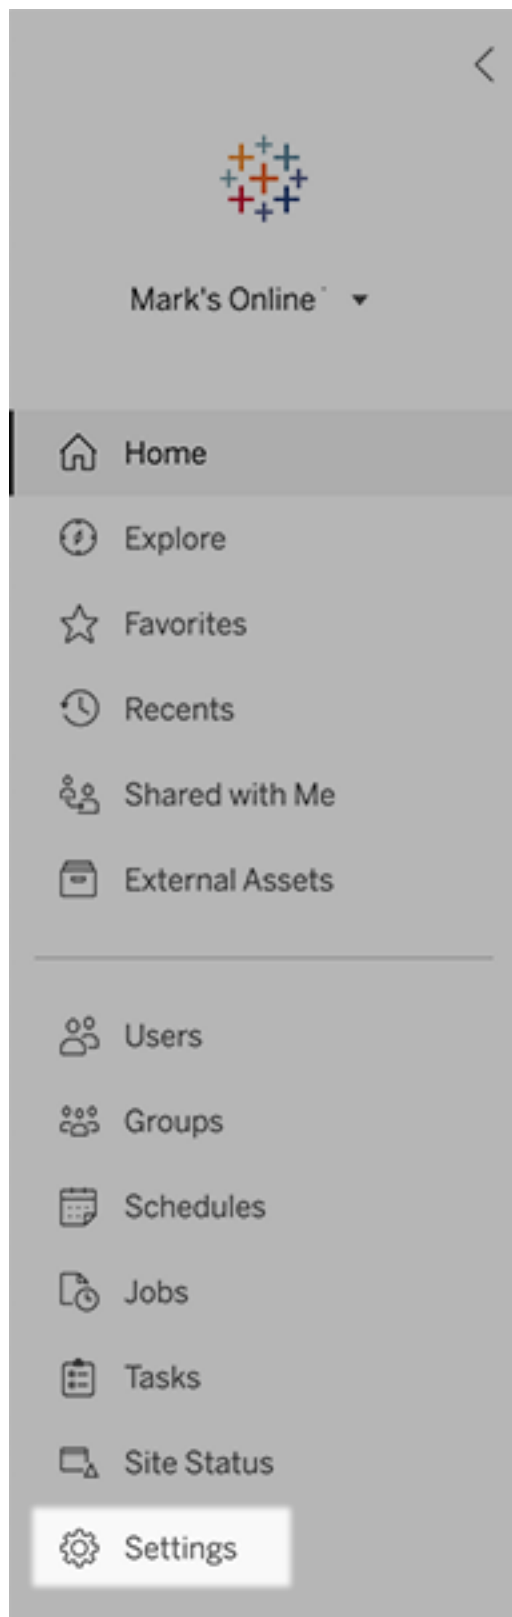 Mark's Online
Home
Explore
Favorites
Recents
Shared with Me
External Assets
Users
Groups
Schedules
Jobs
Tasks
Site Status
Settings